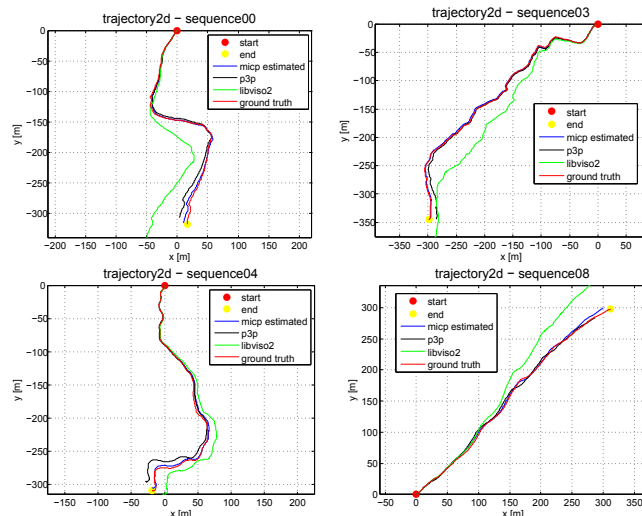 trajectory2d − sequence00
start
end
micp estimated
p3p
libviso2
ground truth
0
−50
−100
−150
−200
−250
−300
y [m]
−200 −150 −100 −50 0 50 100 150 200
x [m]
trajectory2d − sequence03
start
end
micp estimated
p3p
libviso2
ground truth
0
−50
−100
−150
−200
−250
−300
−350
y [m]
−350 −300 −250 −200 −150 −100 −50 0 50
x [m]
trajectory2d − sequence04
start
end
micp estimated
p3p
libviso2
ground truth
0
−50
−100
−150
−200
−250
−300
y [m]
−150 −100 −50 0 50 100 150 200
x [m]
trajectory2d − sequence08
start
end
micp estimated
p3p
libviso2
ground truth
300
250
200
150
100
50
0
y [m]
−50 0 50 100 150 200 250 300 350
x [m]